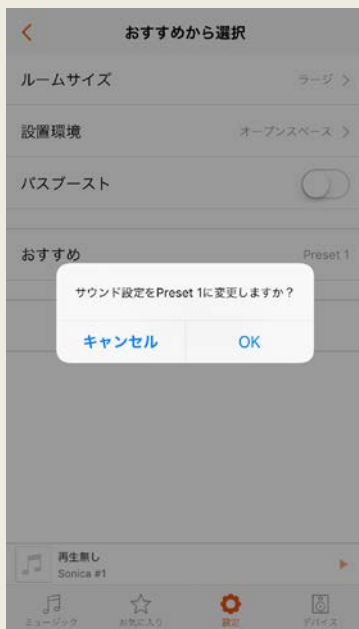 おすすめから選択
ルームサイズ ラージ
設置環境 オープンスペース
バスブースト
おすすめ Preset 1
サウンド設定をPreset 1に変更しますか？
キャンセル OK
再生無し
Sonica #1
ミュージック お気に入り 設定 デバイス